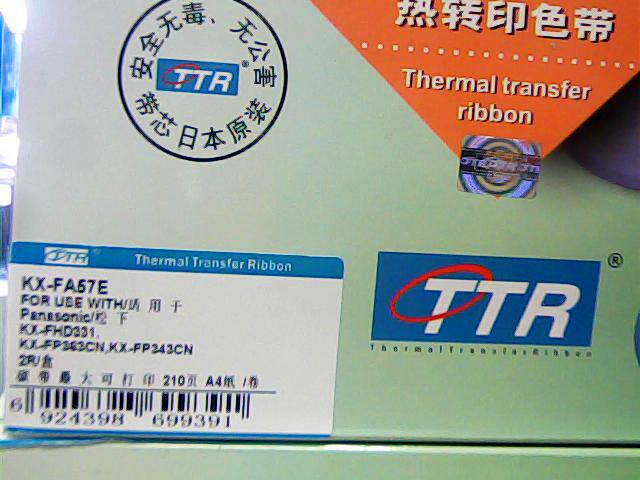 热转印色带
Thermal transfer
ribbon
安全无毒、无公害
TTR®
带芯日本原装
TTR Thermal Transfer Ribbon
KX-FA57E
FOR USE WITH/适 用 于
Panasonic/松 下
KX-FHD331,
KX-FP363CN,KX-FP343CN
2R/盒
碳 带 最 大 可 打 印 210页 A4纸 /卷
6 924398 699391
TTR®
Thermal Transfer Ribbon